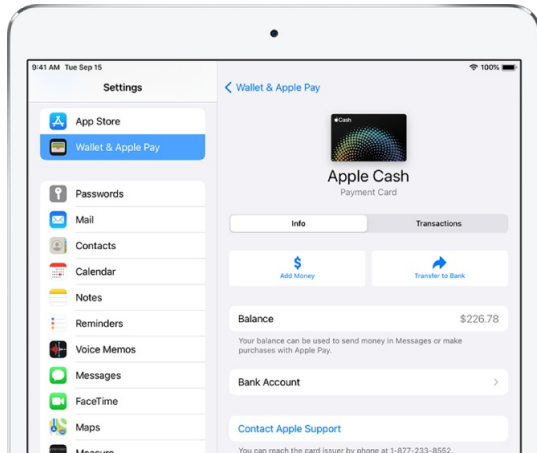 9:41 AM Tue Sep 15
100%
Settings
App Store
Wallet & Apple Pay
Passwords
Mail
Contacts
Calendar
Notes
Reminders
Voice Memos
Messages
FaceTime
Maps
Measure
Wallet & Apple Pay
Cash
Apple Cash
Payment Card
Info
Transactions
$
Add Money
Transfer to Bank
Balance
$226.78
Your balance can be used to send money in Messages or make
purchases with Apple Pay.
Bank Account
Contact Apple Support
You can reach the card issuer by phone at 1-877-233-8552.